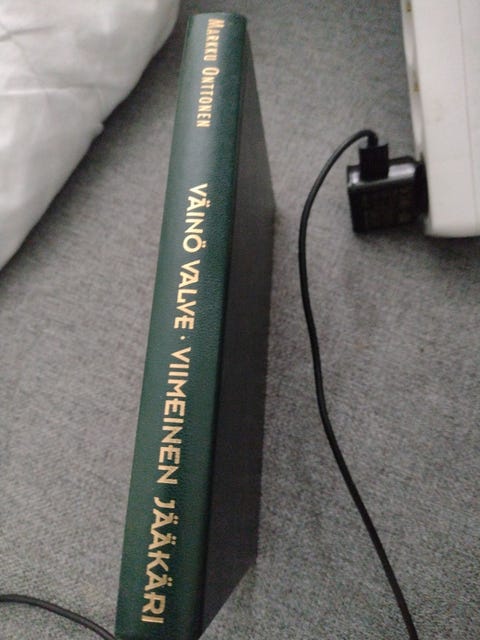 MARKKU ONTTONEN
VÄINÖ VALVE · VIIMEINEN JÄÄKÄRI